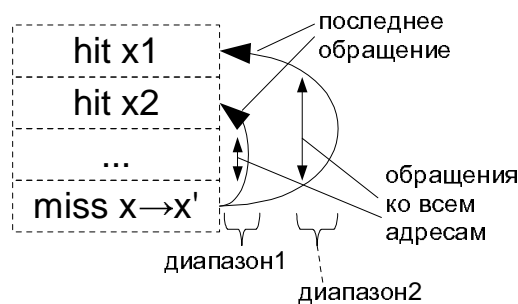 последнее
обращение
hit x1
hit x2
...
miss x→x'
обращения
ко всем
адресам
диапазон1
диапазон2